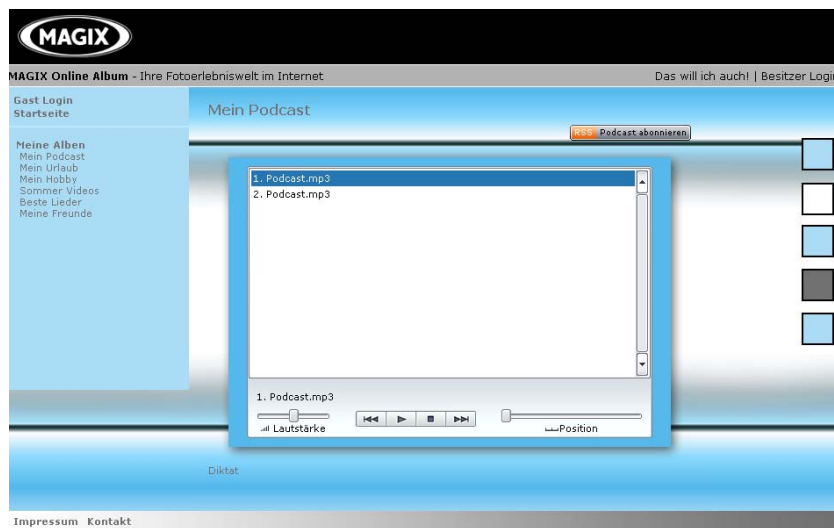 MAGIX
MAGIX Online Album - Ihre Fotoerlebniswelt im Internet
Das will ich auch! | Besitzer Login
Gast Login
Startseite
Mein Podcast
RSS Podcast abonnieren
Meine Alben
Mein Podcast
Mein Urlaub
Mein Hobby
Sommer Videos
Beste Lieder
Meine Freunde
1. Podcast.mp3
2. Podcast.mp3
1. Podcast.mp3
Lautstärke
Position
Diktat
Impressum Kontakt